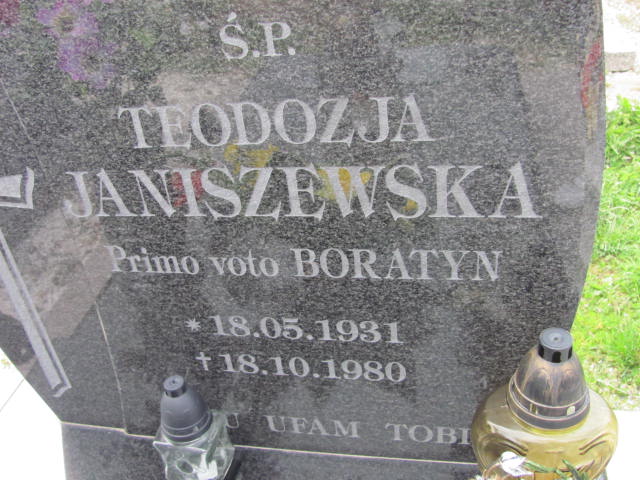 Ś.P.
TEODOZJA
JANISZEWSKA
Primo voto BORATYN
* 18.05.1931
† 18.10.1980
UFAM